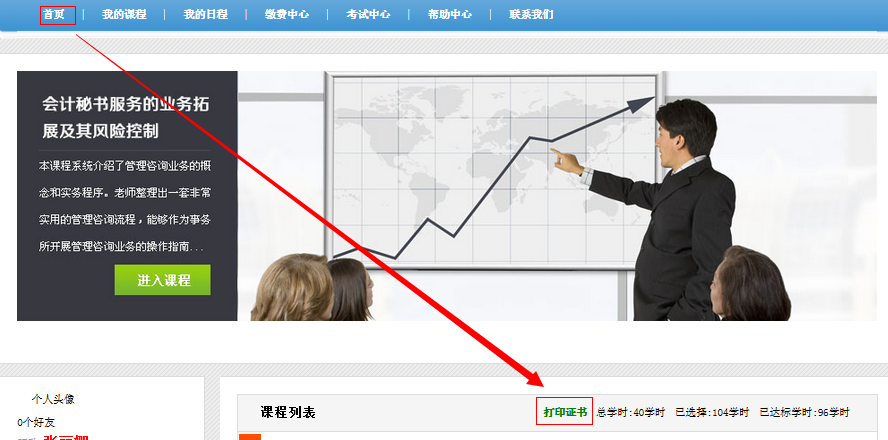 首页 | 我的课程 | 我的日程 | 缴费中心 | 考试中心 | 帮助中心 | 联系我们
会计秘书服务的业务拓
展及其风险控制
本课程系统介绍了管理咨询业务的概
念和实务程序。老师整理出一套非常
实用的管理咨询流程，能够作为事务
所开展管理咨询业务的操作指南...
进入课程
个人头像
0个好友
课程列表
打印证书 总学时:40学时 已选择:104学时 已达标学时:96学时